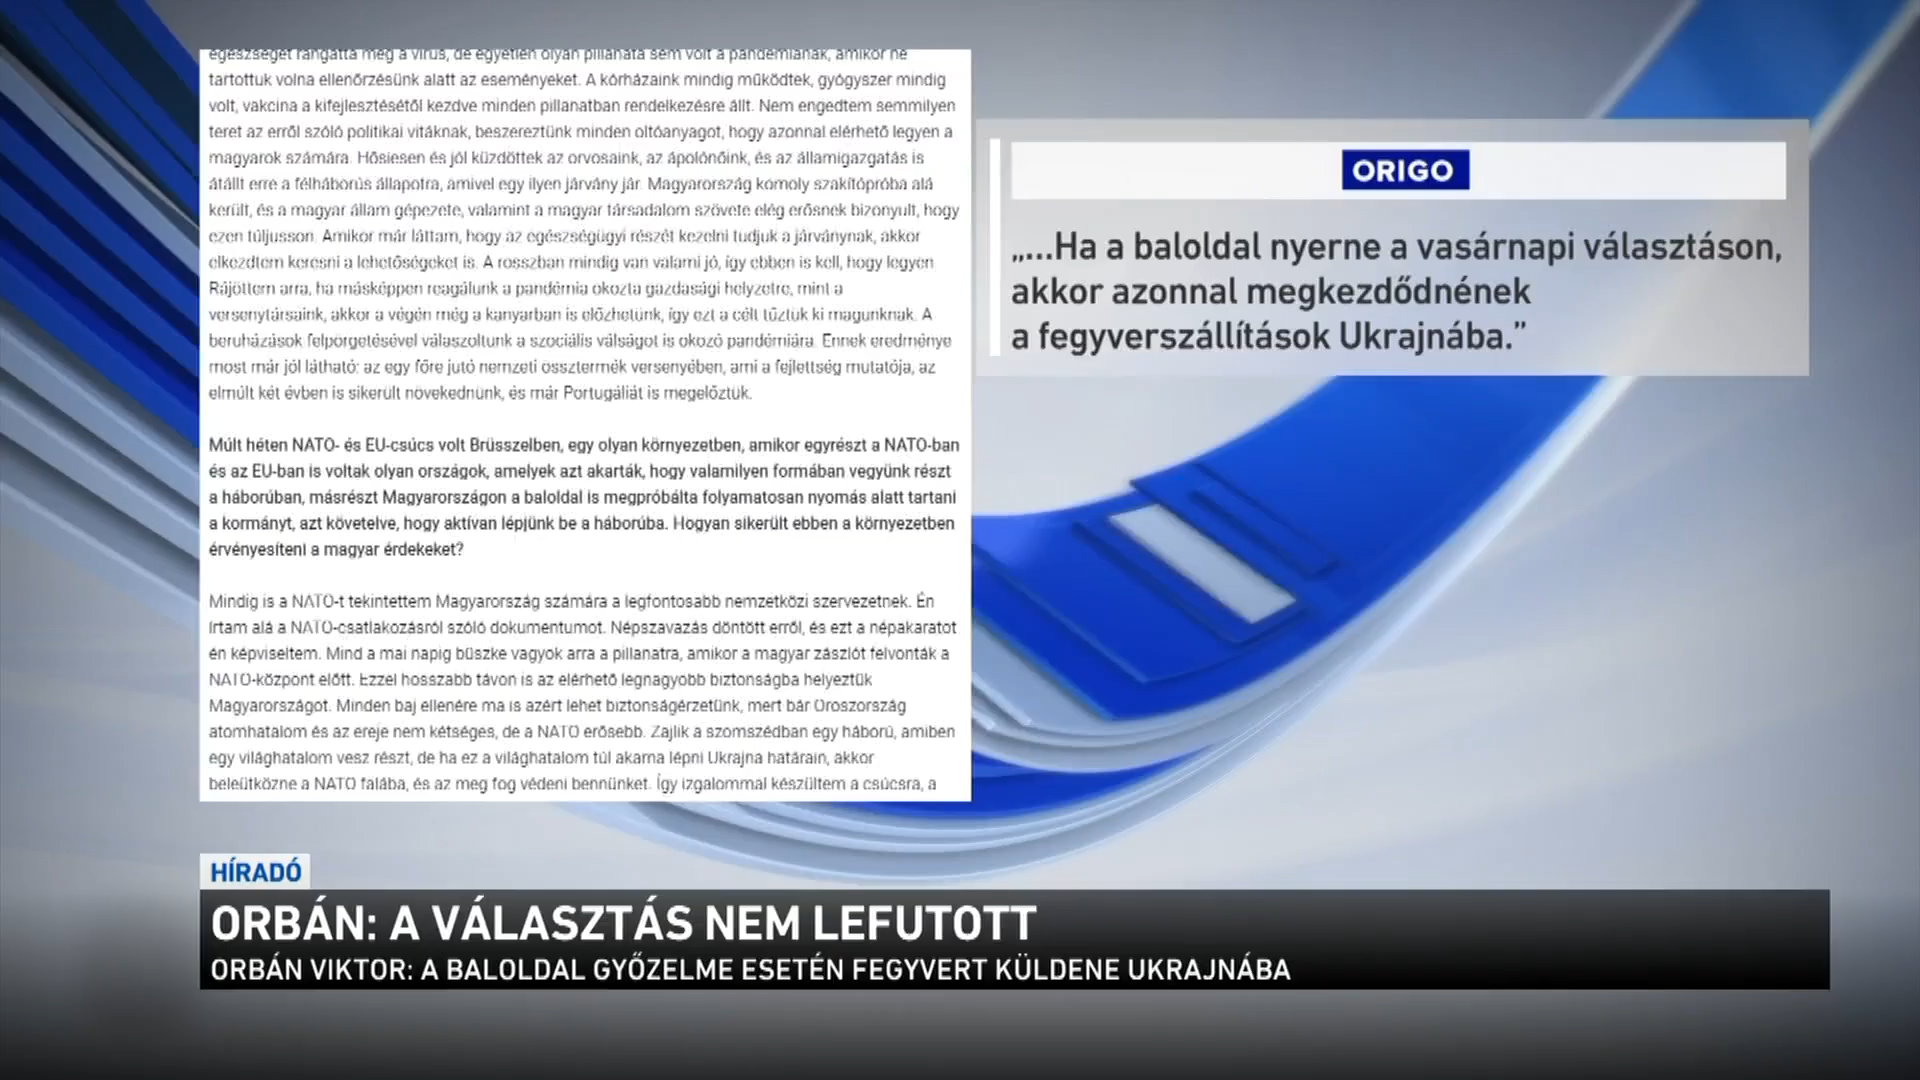 egészséget rángatta meg a vírus, de egyetlen olyan pillanata sem volt a pandémiának, amikor ne
tartottuk volna ellenőrzésünk alatt az eseményeket. A kórházaink mindig működtek, gyógyszer mindig
volt, vakcina a kifejlesztésétől kezdve minden pillanatban rendelkezésre állt. Nem engedtem semmilyen
teret az erről szóló politikai vitáknak, beszereztünk minden oltóanyagot, hogy azonnal elérhető legyen a
magyarok számára. Hősiesen és jól küzdöttek az orvosaink, az ápolónőink, és az államigazgatás is
átállt erre a félháborús állapotra, amivel egy ilyen járvány jár. Magyarország komoly szakítópróba alá
került, és a magyar állam gépezete, valamint a magyar társadalom szövete elég erősnek bizonyult, hogy
ezen túljusson. Amikor már láttam, hogy az egészségügyi részét kezelni tudjuk a járványnak, akkor
elkezdtem keresni a lehetőségeket is. A rosszban mindig van valami jó, így ebben is kell, hogy legyen
Rájöttem arra, ha másképpen reagálunk a pandémia okozta gazdasági helyzetre, mint a
versenytársaink, akkor a végén még a kanyarban is előzhetünk, így ezt a célt tűztük ki magunknak. A
beruházások felpörgetésével válaszoltunk a szociális válságot is okozó pandémiára. Ennek eredménye
most már jól látható: az egy főre jutó nemzeti össztermék versenyében, ami a fejlettség mutatója, az
elmúlt két évben is sikerült növekednünk, és már Portugáliát is megelőztük.
Múlt héten NATO- és EU-csúcs volt Brüsszelben, egy olyan környezetben, amikor egyrészt a NATO-ban
és az EU-ban is voltak olyan országok, amelyek azt akarták, hogy valamilyen formában vegyünk részt
a háborúban, másrészt Magyarországon a baloldal is megpróbálta folyamatosan nyomás alatt tartani
a kormányt, azt követelve, hogy aktívan lépjünk be a háborúba. Hogyan sikerült ebben a környezetben
érvényesíteni a magyar érdekeket?
Mindig is a NATO-t tekintettem Magyarország számára a legfontosabb nemzetközi szervezetnek. Én
írtam alá a NATO-csatlakozásról szóló dokumentumot. Népszavazás döntött erről, és ezt a népakaratot
én képviseltem. Mind a mai napig büszke vagyok arra a pillanatra, amikor a magyar zászlót felvonták a
NATO-központ előtt. Ezzel hosszabb távon is az elérhető legnagyobb biztonságba helyeztük
Magyarországot. Minden baj ellenére ma is azért lehet biztonságérzetünk, mert bár Oroszország
atomhatalom és az ereje nem kétséges, de a NATO erősebb. Zajlik a szomszédban egy háború, amiben
egy világhatalom vesz részt, de ha ez a világhatalom túl akarna lépni Ukrajna határain, akkor
beleütközne a NATO falába, és az meg fog védeni bennünket. Így izgalommal készültem a csúcsra, a
ORIGO
„...Ha a baloldal nyerne a vasárnapi választáson,
akkor azonnal megkezdődnének
a fegyverszállítások Ukrajnába.”
HÍRADÓ
ORBÁN: A VÁLASZTÁS NEM LEFUTOTT
ORBÁN VIKTOR: A BALOLDAL GYŐZELME ESETÉN FEGYVERT KÜLDENE UKRAJNÁBA